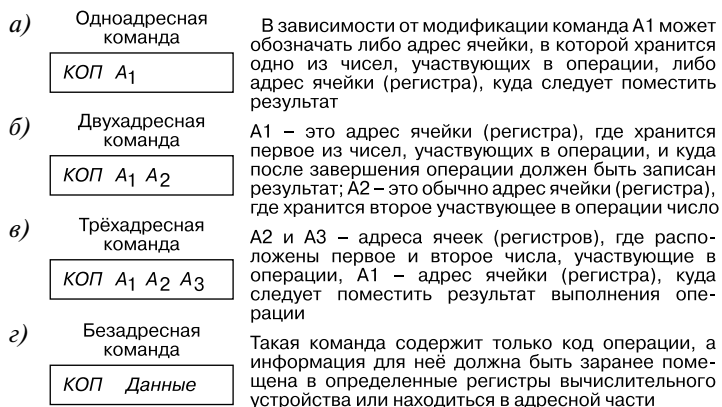 а)
Одноадресная
команда
КОП A1
В зависимости от модификации команда А1 может
обозначать либо адрес ячейки, в которой хранится
одно из чисел, участвующих в операции, либо
адрес ячейки (регистра), куда следует поместить
результат
б)
Двухадресная
команда
КОП A1 A2
А1 – это адрес ячейки (регистра), где хранится
первое из чисел, участвующих в операции, и куда
после завершения операции должен быть записан
результат; А2 – это обычно адрес ячейки (регистра),
где хранится второе участвующее в операции число
в)
Трёхадресная
команда
КОП A1 A2 A3
А2 и А3 – адреса ячеек (регистров), где распо-
ложены первое и второе числа, участвующие в
операции, А1 – адрес ячейки (регистра), куда
следует поместить результат выполнения опе-
рации
г)
Безадресная
команда
КОП Данные
Такая команда содержит только код операции, а
информация для неё должна быть заранее поме-
щена в определенные регистры вычислительного
устройства или находиться в адресной части